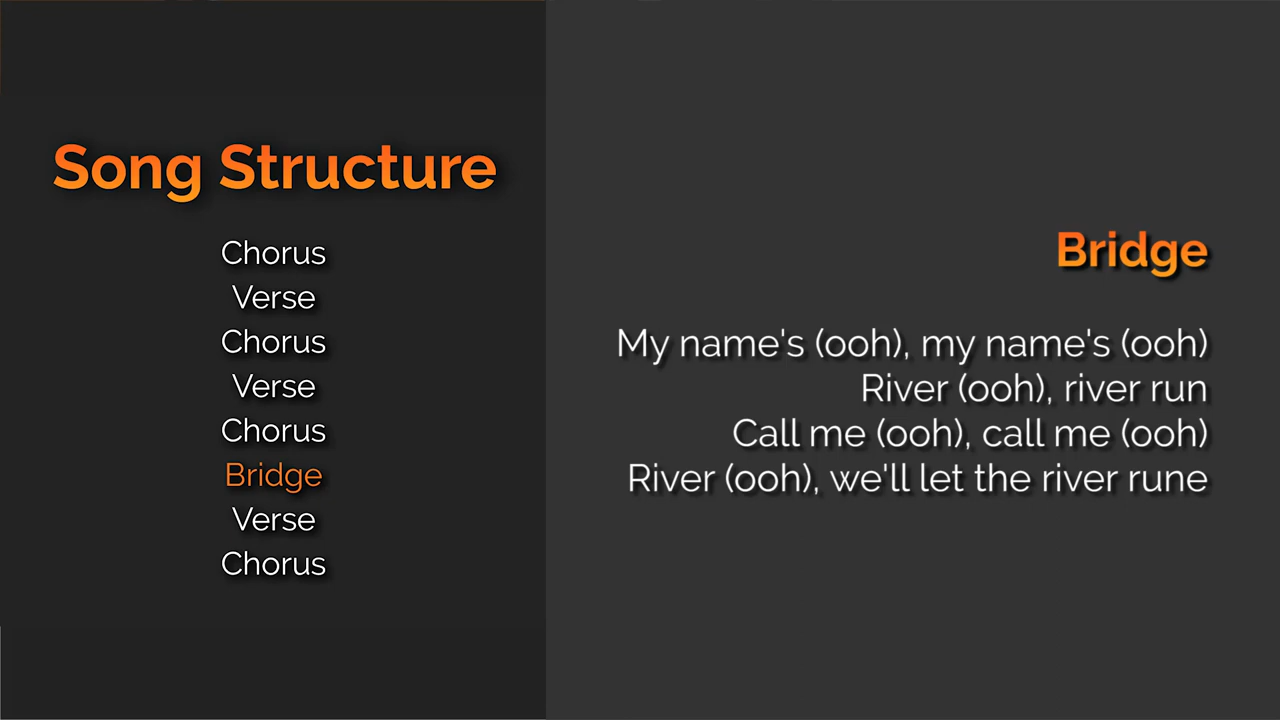 Song Structure
Chorus
Verse
Chorus
Verse
Chorus
Bridge
Verse
Chorus
Bridge
My name's (ooh), my name's (ooh)
River (ooh), river run
Call me (ooh), call me (ooh)
River (ooh), we'll let the river rune